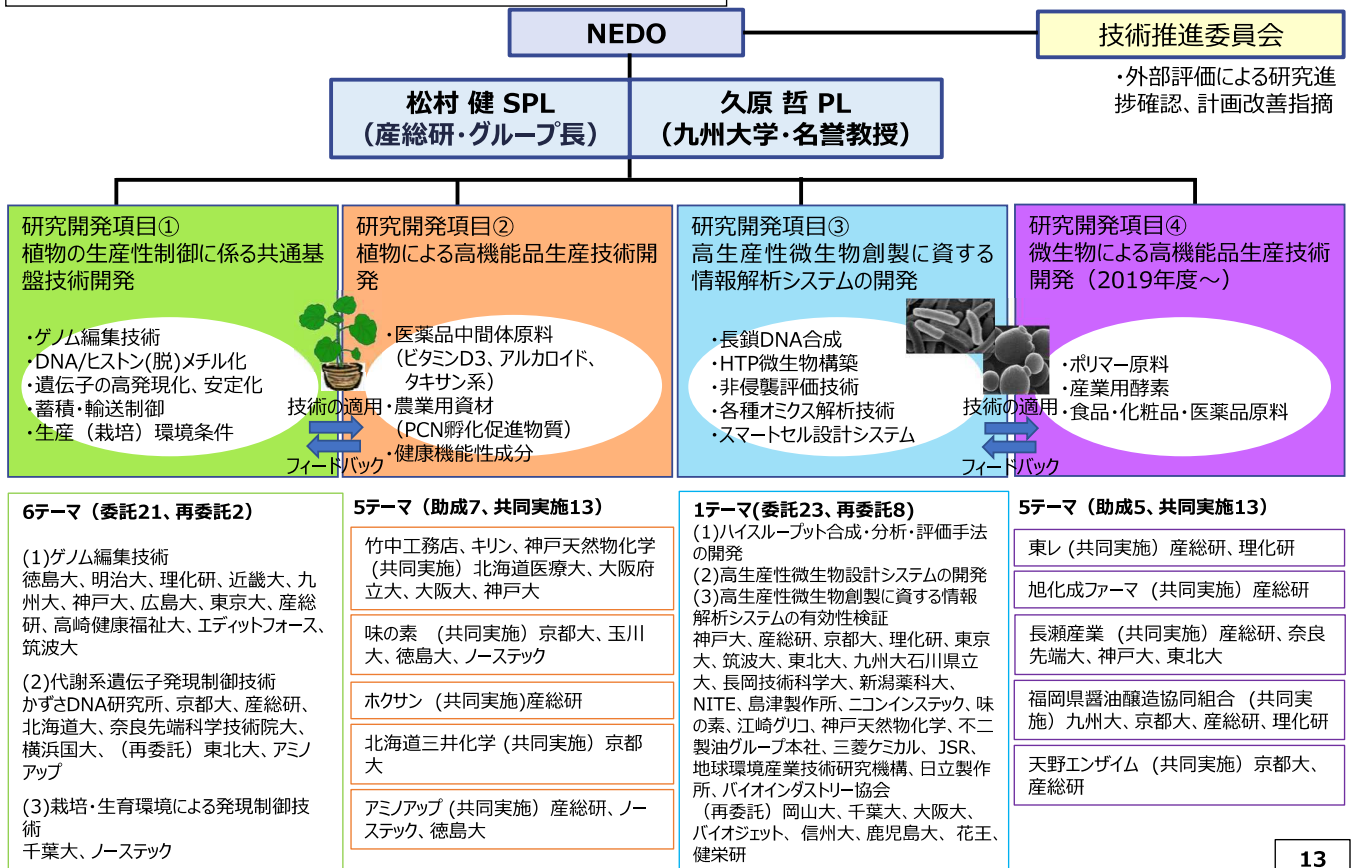 NEDO
技術推進委員会
・外部評価による研究進
捗確認、計画改善指摘
松村 健 SPL
（産総研・グループ長）
久原 哲 PL
（九州大学・名誉教授）
研究開発項目①
植物の生産性制御に係る共通基
盤技術開発
・ゲノム編集技術
・DNA/ヒストン(脱)メチル化
・遺伝子の高発現化、安定化
・蓄積・輸送制御
・生産（栽培）環境条件
技術の適用
フィードバック
研究開発項目②
植物による高機能品生産技術開
発
・医薬品中間体原料
(ビタミンD3、アルカロイド、
タキサン系）
・農業用資材
(PCN孵化促進物質）
・健康機能性成分
研究開発項目③
高生産性微生物創製に資する
情報解析システムの開発
・長鎖DNA合成
・HTP微生物構築
・非侵襲評価技術
・各種オミクス解析技術
・スマートセル設計システム
技術の適用
フィードバック
研究開発項目④
微生物による高機能品生産技術
開発（2019年度～）
・ポリマー原料
・産業用酵素
・食品・化粧品・医薬品原料
6テーマ（委託21、再委託2）
(1)ゲノム編集技術
徳島大、明治大、理化研、近畿大、九
州大、神戸大、広島大、東京大、産総
研、高崎健康福祉大、エディットフォース、
筑波大
(2)代謝系遺伝子発現制御技術
かずさDNA研究所、京都大、産総研、
北海道大、奈良先端科学技術院大、
横浜国大、（再委託）東北大、アミノ
アップ
(3)栽培・生育環境による発現制御技
術
千葉大、ノーステック
5テーマ（助成7、共同実施13）
竹中工務店、キリン、神戸天然物化学
（共同実施）北海道医療大、大阪府
立大、大阪大、神戸大
味の素 （共同実施）京都大、玉川
大、徳島大、ノーステック
ホクサン（共同実施)産総研
北海道三井化学（共同実施）京都
大
アミノアップ（共同実施）産総研、ノー
ステック、徳島大
1テーマ(委託23、再委託8）
(1)ハイスループット合成・分析・評価手法
の開発
(2)高生産性微生物設計システムの開発
(3)高生産性微生物創製に資する情報
解析システムの有効性検証
神戸大、産総研、京都大、理化研、東京
大、筑波大、東北大、九州大石川県立
大、長岡技術科学大、新潟薬科大、
NITE、島津製作所、ニコンインステック、味
の素、江崎グリコ、神戸天然物化学、不二
製油グループ本社、三菱ケミカル、JSR、
地球環境産業技術研究機構、日立製作
所、バイオインダストリー協会
（再委託）岡山大、千葉大、大阪大、
バイオジェット、信州大、鹿児島大、花王、
健栄研
5テーマ（助成5、共同実施13）
東レ（共同実施）産総研、理化研
旭化成ファーマ（共同実施）産総研
長瀬産業（共同実施）産総研、奈良
先端大、神戸大、東北大
福岡県醤油醸造協同組合（共同実
施）九州大、京都大、産総研、理化研
天野エンザイム（共同実施）京都大、
産総研
13